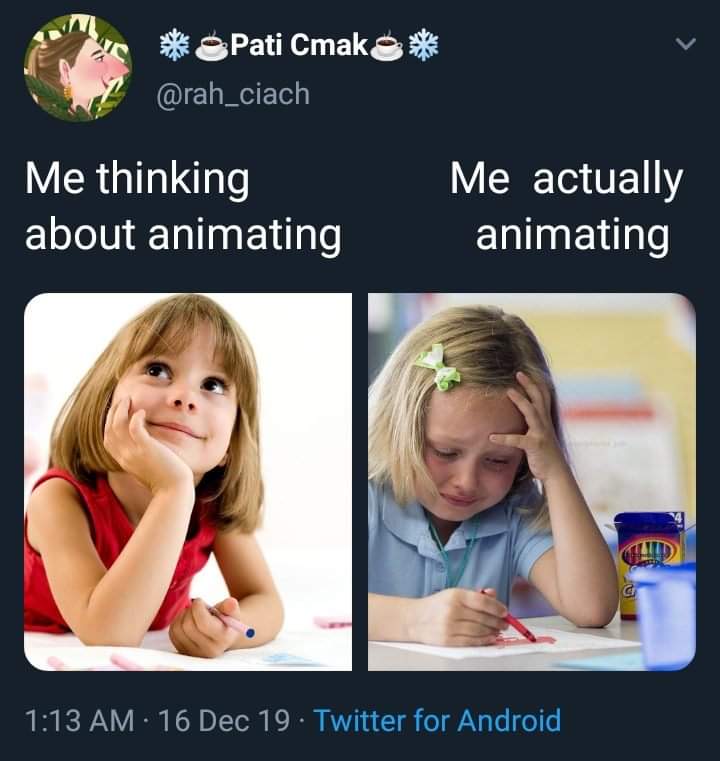 ❄️☕Pati Cmak☕❄️
@rah_ciach
Me thinking Me actually
about animating animating
4
1:13 AM · 16 Dec 19 · Twitter for Android